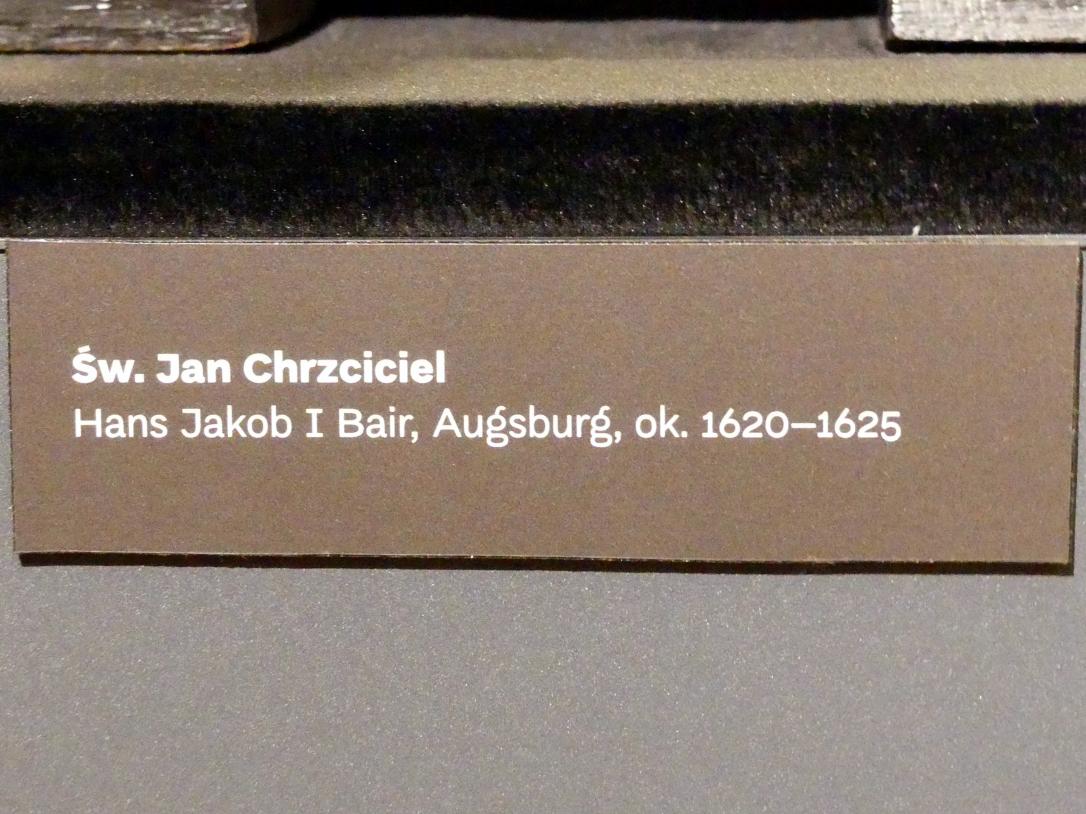 Św. Jan Chrzciciel
Hans Jakob I Bair, Augsburg, ok. 1620–1625